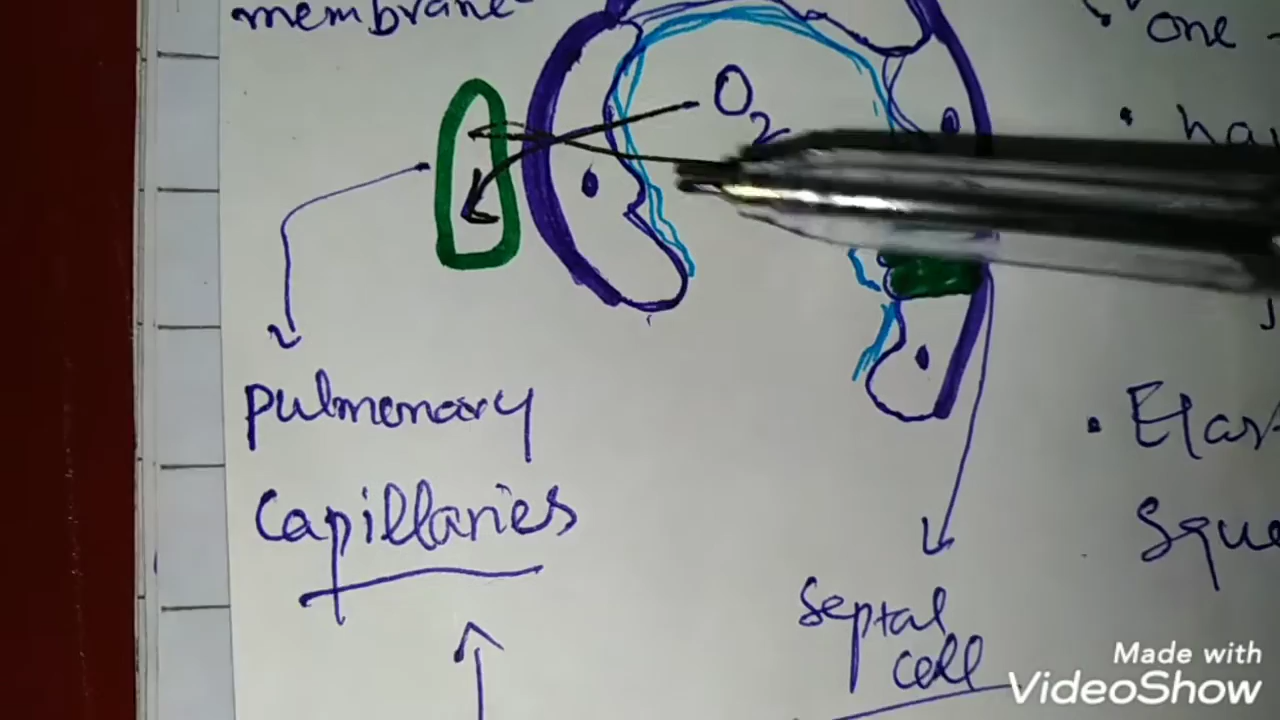 membrane
one -
O2
pulmonary
capillaries
Septal
cell
Made with
VideoShow